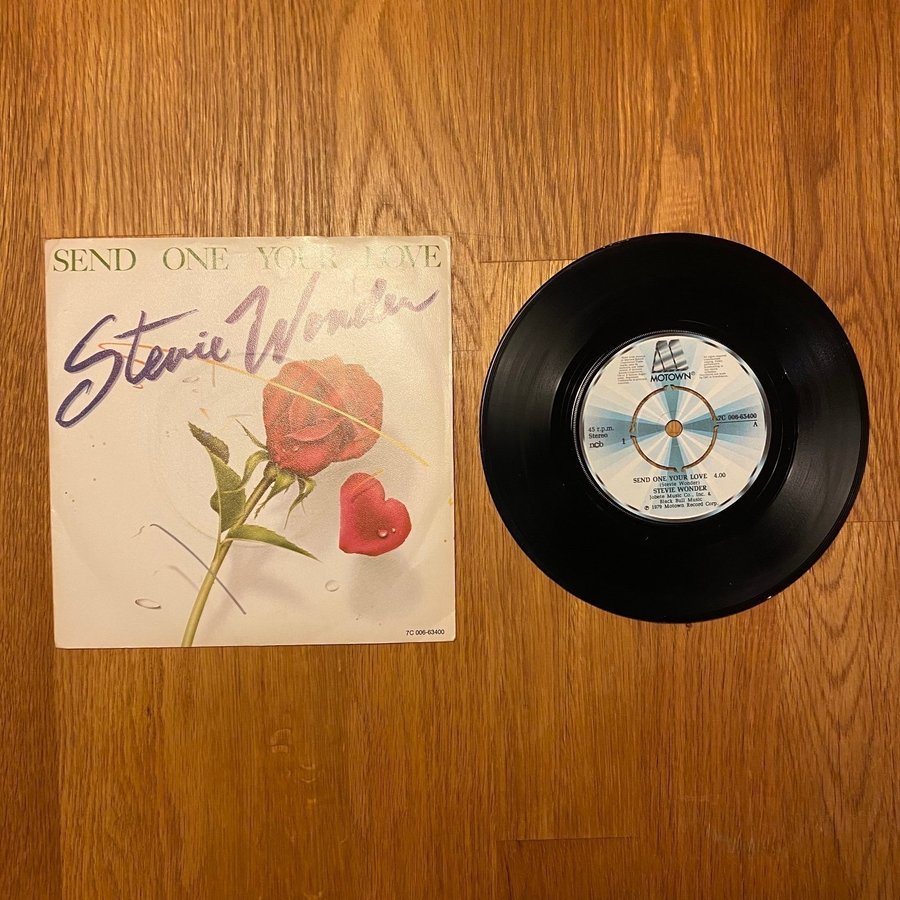 SEND ONE YOUR LOVE
Stevie Wonder
7C 006-63400
MOTOWN®
7C 006-63400
A
45 r.p.m.
Stereo
ncb
1
SEND ONE YOUR LOVE 4.00
(Stevie Wonder)
STEVIE WONDER
Jobete Music Co., Inc. &
Black Bull Music
℗ 1979 Motown Record Corp.